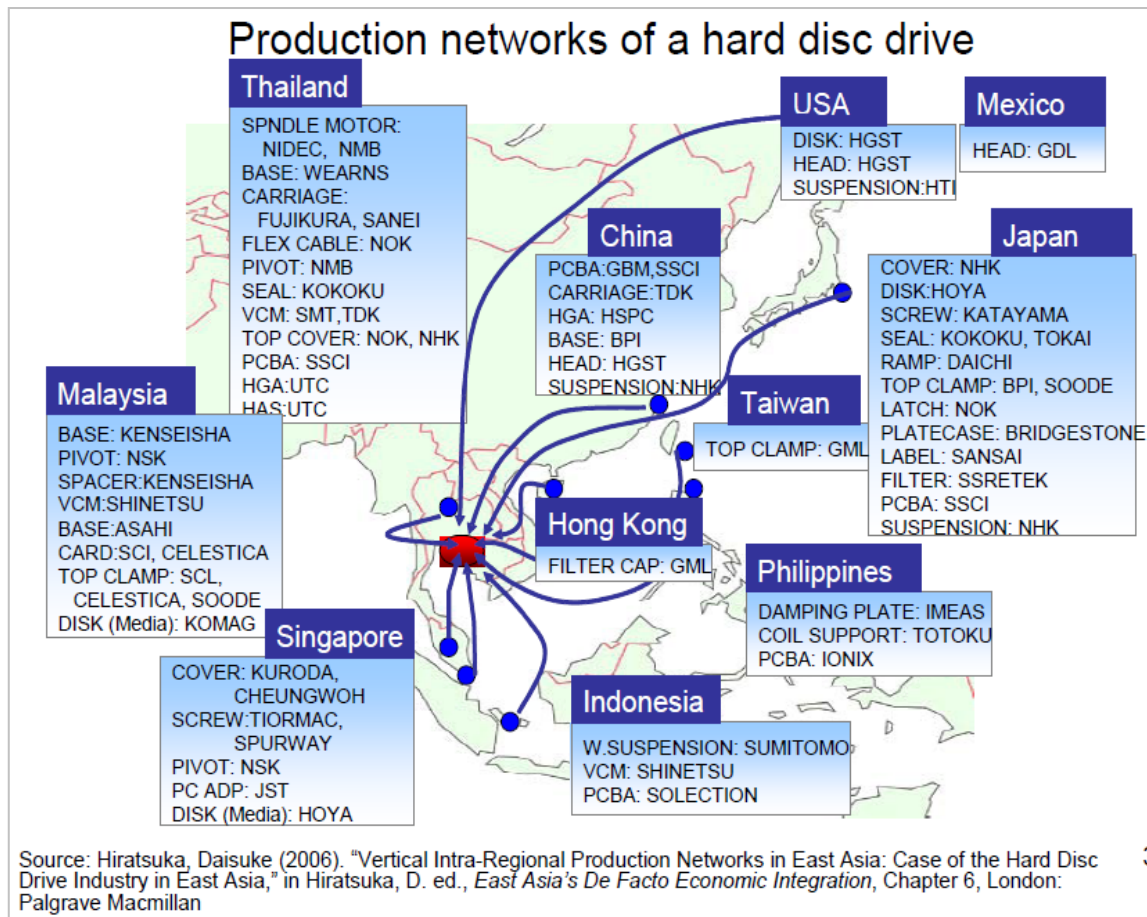 Production networks of a hard disc drive
Thailand
SPNDLE MOTOR:
NIDEC, NMB
BASE: WEARNS
CARRIAGE:
FUJIKURA, SANEI
FLEX CABLE: NOK
PIVOT: NMB
SEAL: KOKOKU
VCM: SMT,TDK
TOP COVER: NOK, NHK
PCBA: SSCI
HGA:UTC
HAS:UTC
USA
DISK: HGST
HEAD: HGST
SUSPENSION:HTI
Mexico
HEAD: GDL
China
PCBA:GBM,SSCI
CARRIAGE:TDK
HGA: HSPC
BASE: BPI
HEAD: HGST
SUSPENSION:NHK
Japan
COVER: NHK
DISK:HOYA
SCREW: KATAYAMA
SEAL: KOKOKU, TOKAI
RAMP: DAICHI
TOP CLAMP: BPI, SOODE
LATCH: NOK
PLATECASE: BRIDGESTONE
LABEL: SANSAI
FILTER: SSRETEK
PCBA: SSCI
SUSPENSION: NHK
Malaysia
BASE: KENSEISHA
PIVOT: NSK
SPACER:KENSEISHA
VCM:SHINETSU
BASE:ASAHI
CARD:SCI, CELESTICA
TOP CLAMP: SCL,
CELESTICA, SOODE
DISK (Media): KOMAG
Taiwan
TOP CLAMP: GML
Hong Kong
FILTER CAP: GML
Philippines
DAMPING PLATE: IMEAS
COIL SUPPORT: TOTOKU
PCBA: IONIX
Singapore
COVER: KURODA,
CHEUNGWOH
SCREW:TIORMAC,
SPURWAY
PIVOT: NSK
PC ADP: JST
DISK (Media): HOYA
Indonesia
W.SUSPENSION: SUMITOMO
VCM: SHINETSU
PCBA: SOLECTION
Source: Hiratsuka, Daisuke (2006). “Vertical Intra-Regional Production Networks in East Asia: Case of the Hard Disc
Drive Industry in East Asia,” in Hiratsuka, D. ed., East Asia’s De Facto Economic Integration, Chapter 6, London:
Palgrave Macmillan